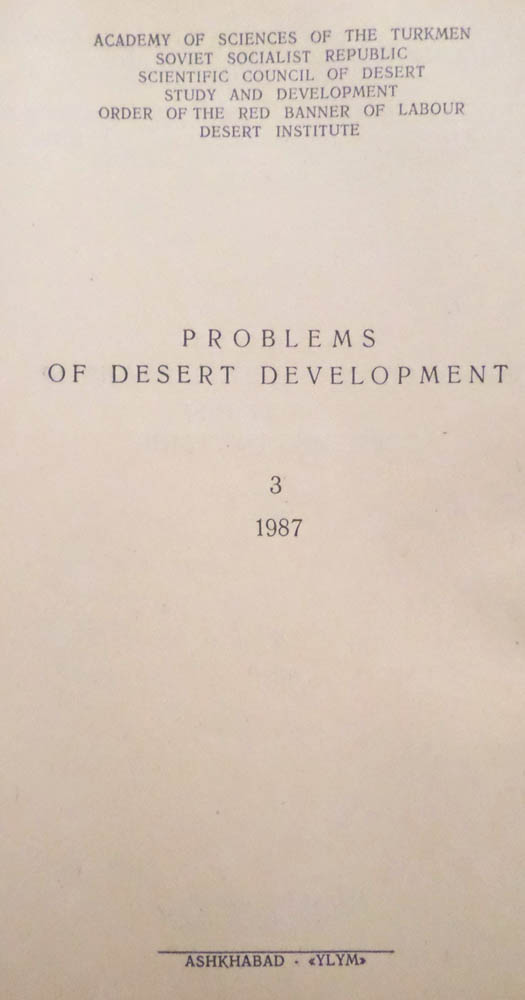 ACADEMY OF SCIENCES OF THE TURKMEN
SOVIET SOCIALIST REPUBLIC
SCIENTIFIC COUNCIL OF DESERT
STUDY AND DEVELOPMENT
ORDER OF THE RED BANNER OF LABOUR
DESERT INSTITUTE
PROBLEMS
OF DESERT DEVELOPMENT
3
1987
ASHKHABAD · «YLYM»